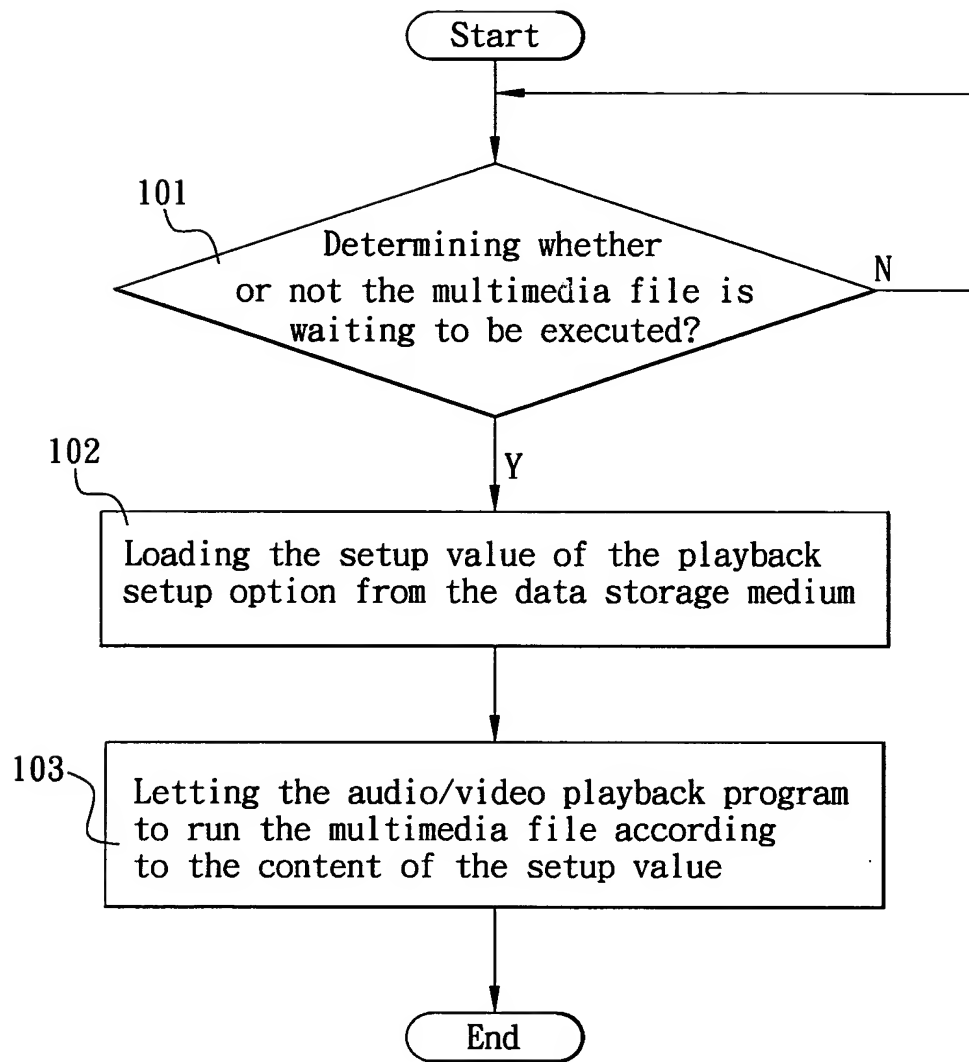 Start
101
Determining whether
or not the multimedia file is
waiting to be executed?
N
Y
102
Loading the setup value of the playback
setup option from the data storage medium
103
Letting the audio/video playback program
to run the multimedia file according
to the content of the setup value
End